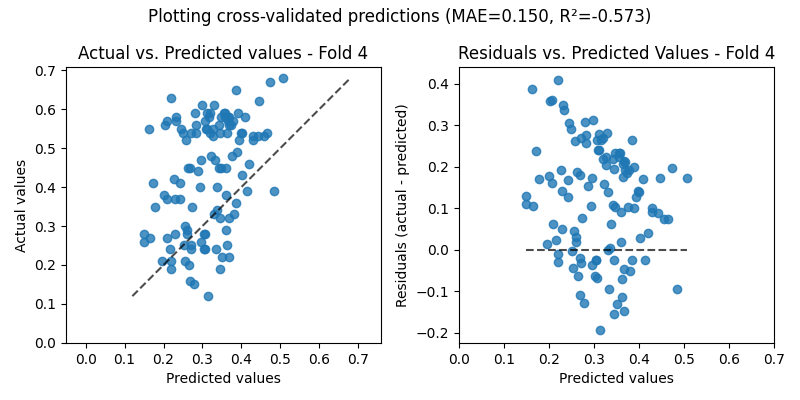 Plotting cross-validated predictions (MAE=0.150, R²=-0.573)
Actual vs. Predicted values - Fold 4
Actual values
0.7
0.6
0.5
0.4
0.3
0.2
0.1
0.0
0.0 0.1 0.2 0.3 0.4 0.5 0.6 0.7
Predicted values
Residuals vs. Predicted Values - Fold 4
Residuals (actual - predicted)
0.4
0.3
0.2
0.1
0.0
−0.1
−0.2
0.0 0.1 0.2 0.3 0.4 0.5 0.6 0.7
Predicted values